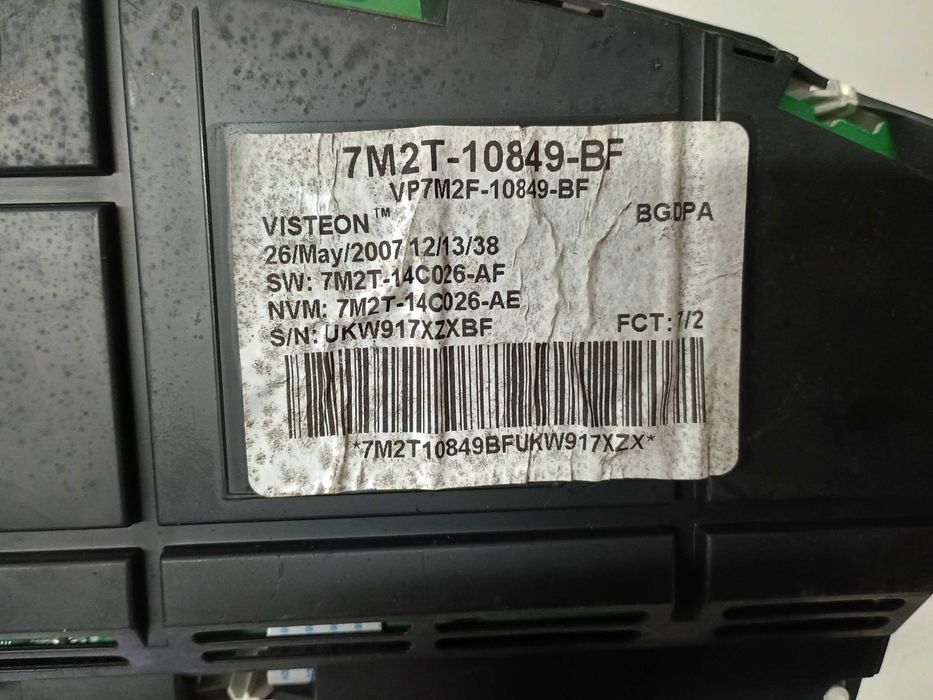 7M2T-10849-BF
VP7M2F-10849-BF
VISTEON™
BGDPA
26/May/2007 12/13/38
SW: 7M2T-14C026-AF
NVM: 7M2T-14C026-AE
S/N: UKW917XZXBF
FCT: 7/2
*7M2T10849BFUKW917XZX*